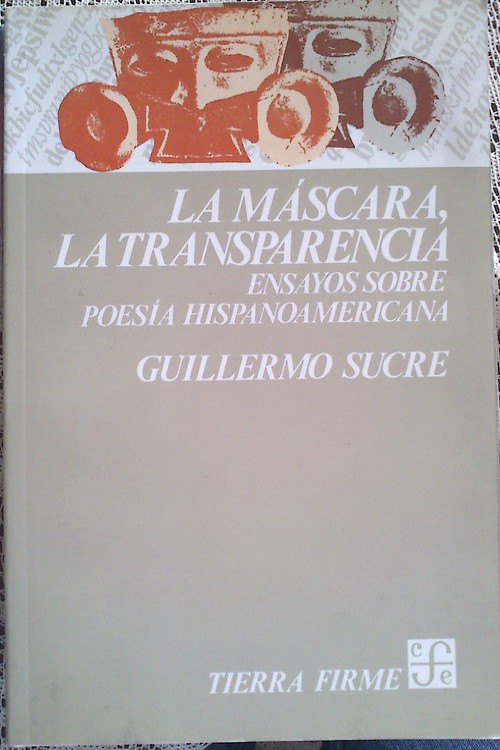 LA MÁSCARA,
LA TRANSPARENCIA
ENSAYOS SOBRE
POESÍA HISPANOAMERICANA
GUILLERMO SUCRE
TIERRA FIRME
c f e